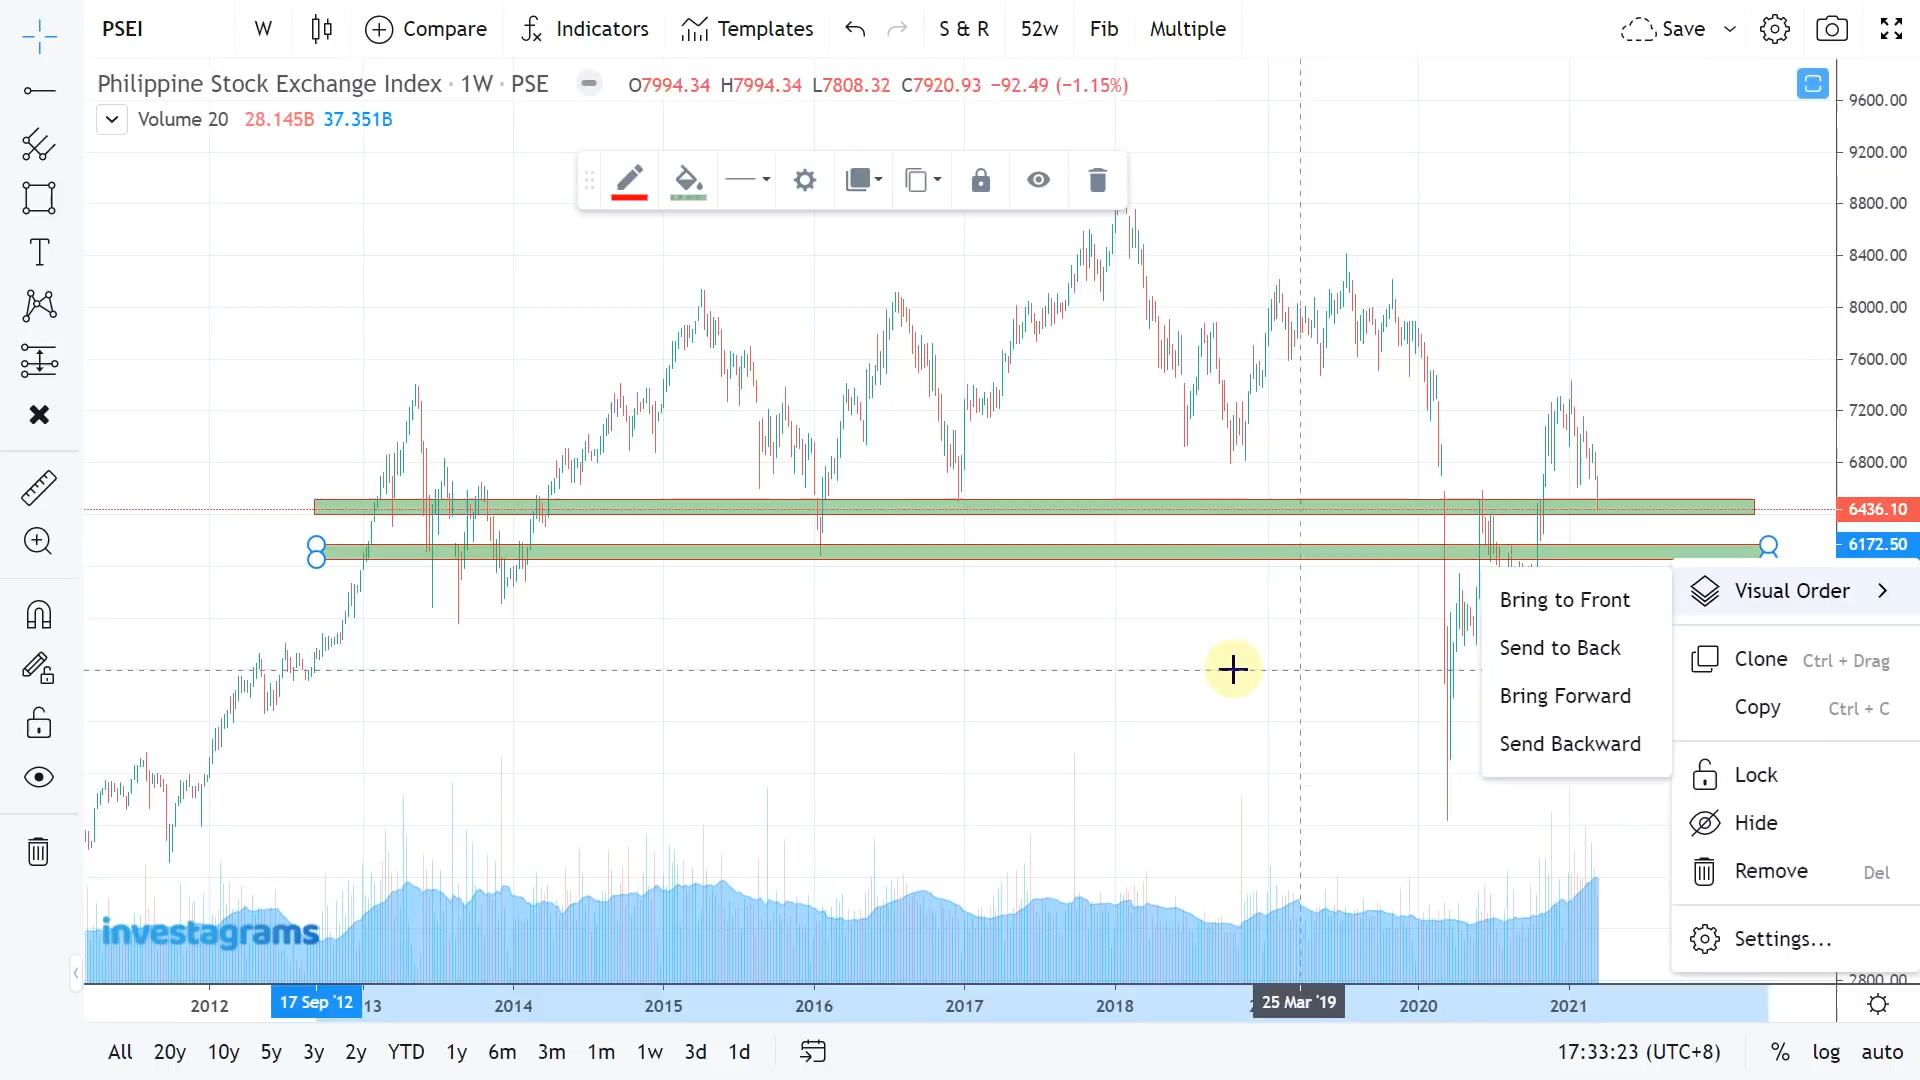 PSEI W Compare Indicators Templates S & R 52w Fib Multiple Save
Philippine Stock Exchange Index · 1W · PSE O7994.34 H7994.34 L7808.32 C7920.93 −92.49 (−1.15%)
Volume 20 28.145B 37.351B
9600.00
9200.00
8800.00
8400.00
8000.00
7600.00
7200.00
6800.00
6436.10
6172.50
Visual Order
Bring to Front
Send to Back
Bring Forward
Send Backward
Clone Ctrl + Drag
Copy Ctrl + C
Lock
Hide
Remove Del
Settings...
investagrams
2800.00
2012 17 Sep '12 13 2014 2015 2016 2017 2018 25 Mar '19 2020 2021
All 20y 10y 5y 3y 2y YTD 1y 6m 3m 1m 1w 3d 1d 17:33:23 (UTC+8) % log auto